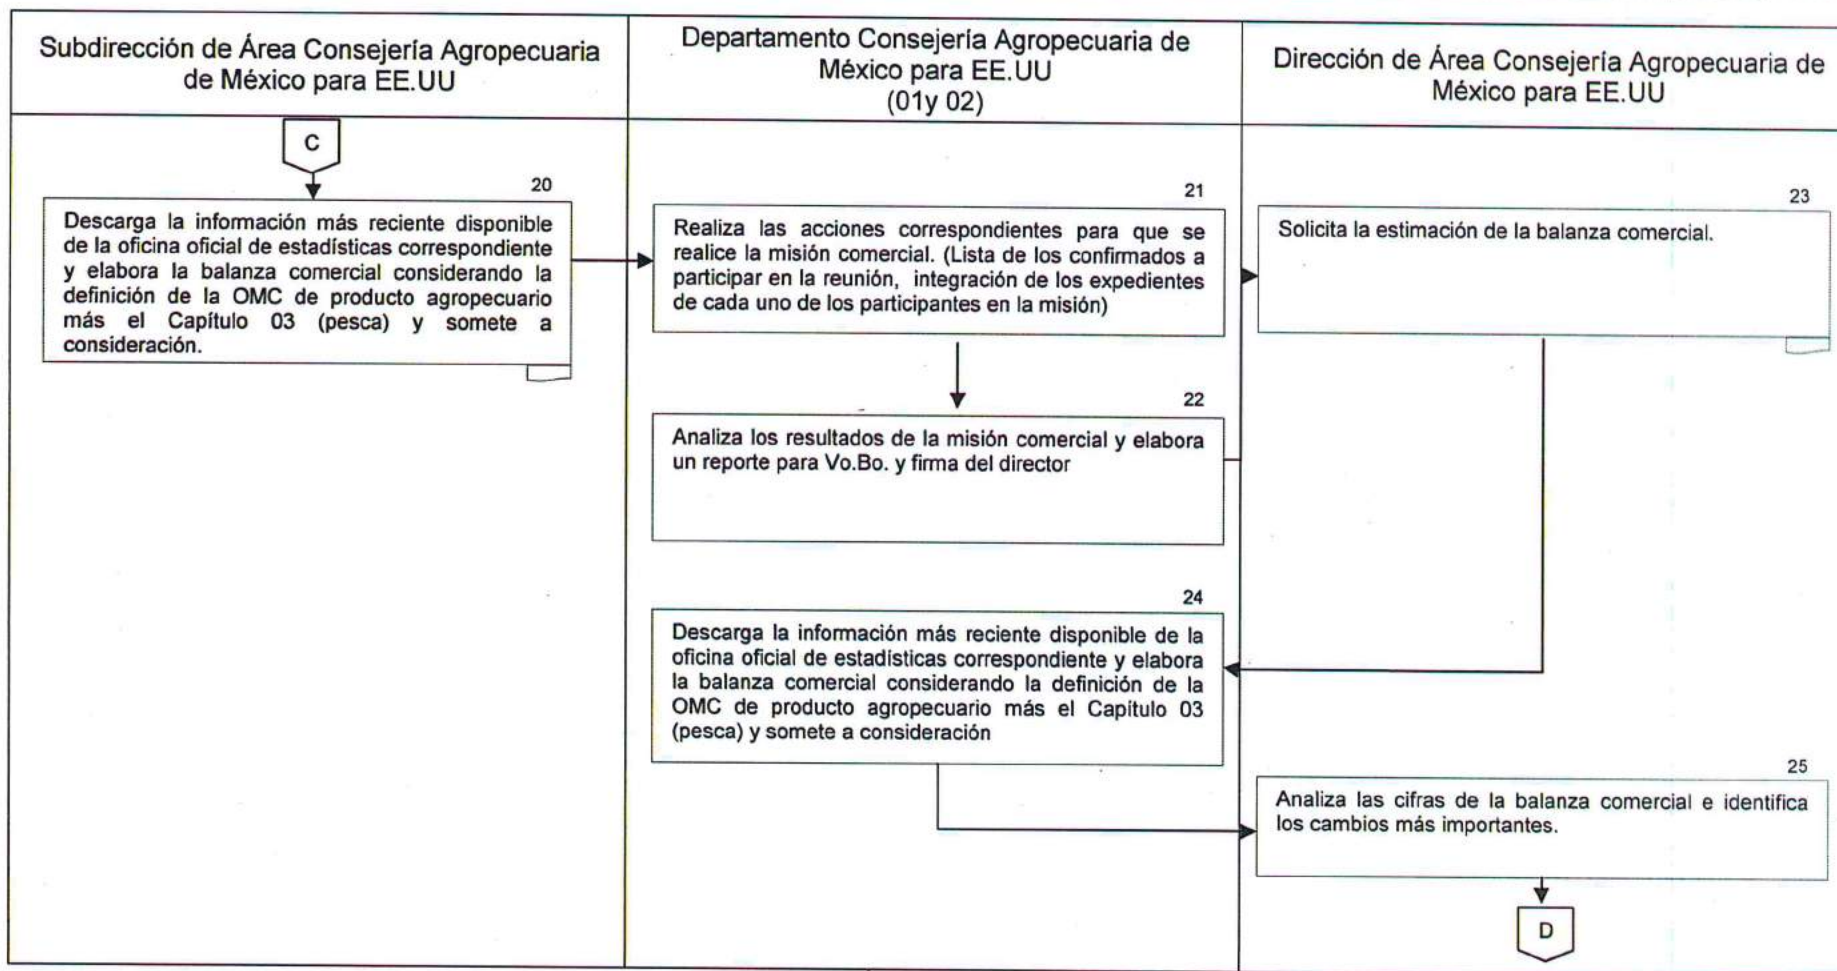 Subdirección de Área Consejería Agropecuaria
de México para EE.UU
Departamento Consejería Agropecuaria de
México para EE.UU
(01y 02)
Dirección de Área Consejería Agropecuaria de
México para EE.UU
C
20
Descarga la información más reciente disponible
de la oficina oficial de estadísticas correspondiente
y elabora la balanza comercial considerando la
definición de la OMC de producto agropecuario
más el Capítulo 03 (pesca) y somete a
consideración.
21
Realiza las acciones correspondientes para que se
realice la misión comercial. (Lista de los confirmados a
participar en la reunión, integración de los expedientes
de cada uno de los participantes en la misión)
22
Analiza los resultados de la misión comercial y elabora
un reporte para Vo.Bo. y firma del director
23
Solicita la estimación de la balanza comercial.
24
Descarga la información más reciente disponible de la
oficina oficial de estadísticas correspondiente y elabora
la balanza comercial considerando la definición de la
OMC de producto agropecuario más el Capítulo 03
(pesca) y somete a consideración
25
Analiza las cifras de la balanza comercial e identifica
los cambios más importantes.
D